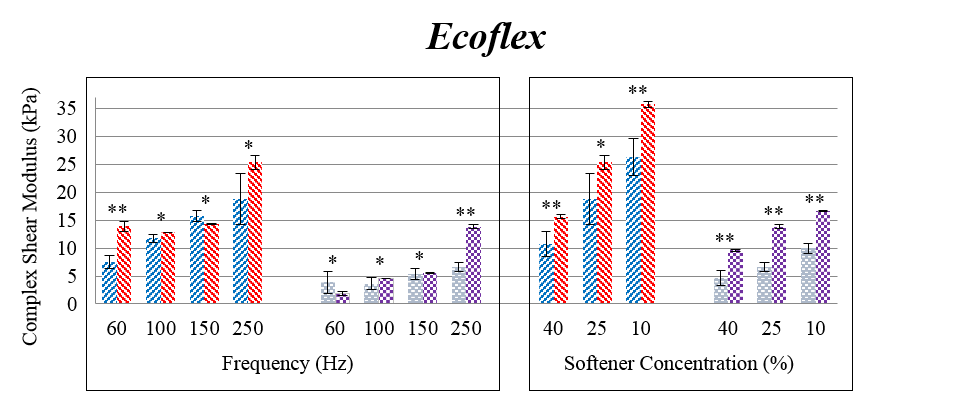 Ecoflex
Complex Shear Modulus (kPa)
35
30
25
20
15
10
5
0
** * * * * * * **
** * ** ** ** **
60 100 150 250 60 100 150 250
40 25 10 40 25 10
Frequency (Hz)
Softener Concentration (%)